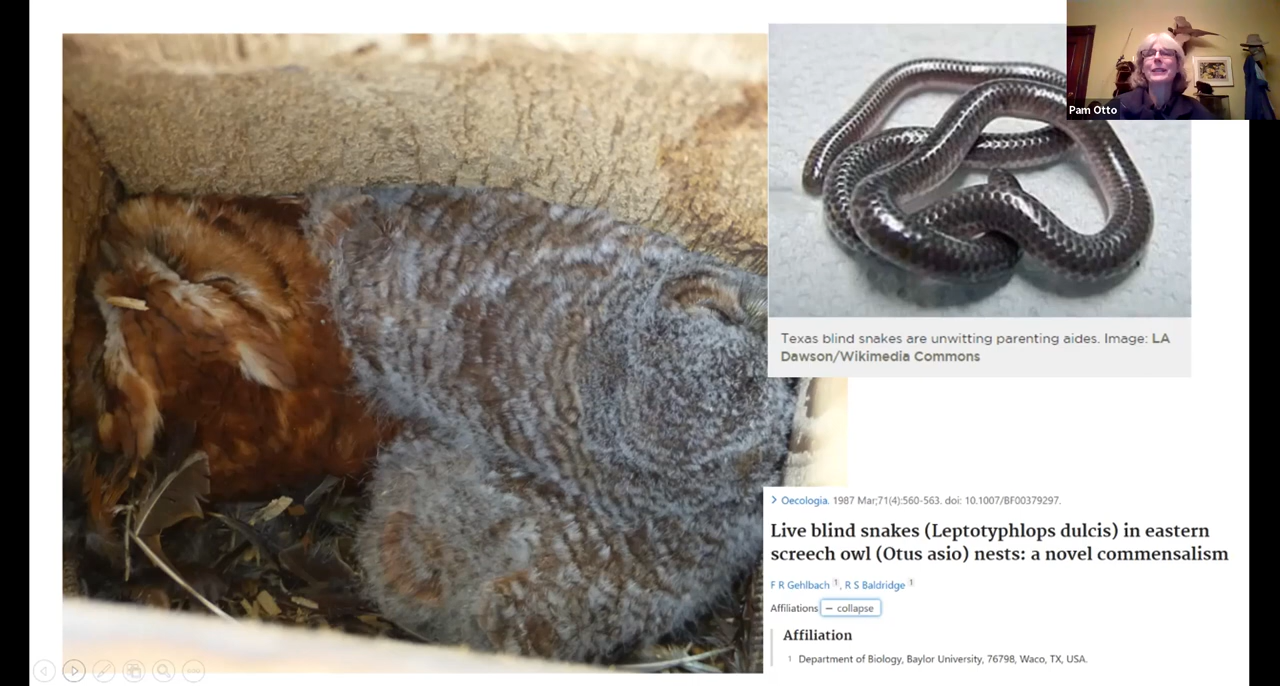 Pam Otto
Texas blind snakes are unwitting parenting aides. Image: LA
Dawson/Wikimedia Commons
> Oecologia. 1987 Mar;71(4):560-563. doi: 10.1007/BF00379297.
Live blind snakes (Leptotyphlops dulcis) in eastern
screech owl (Otus asio) nests: a novel commensalism
F R Gehlbach 1, R S Baldridge 1
Affiliations − collapse
Affiliation
1 Department of Biology, Baylor University, 76798, Waco, TX, USA.